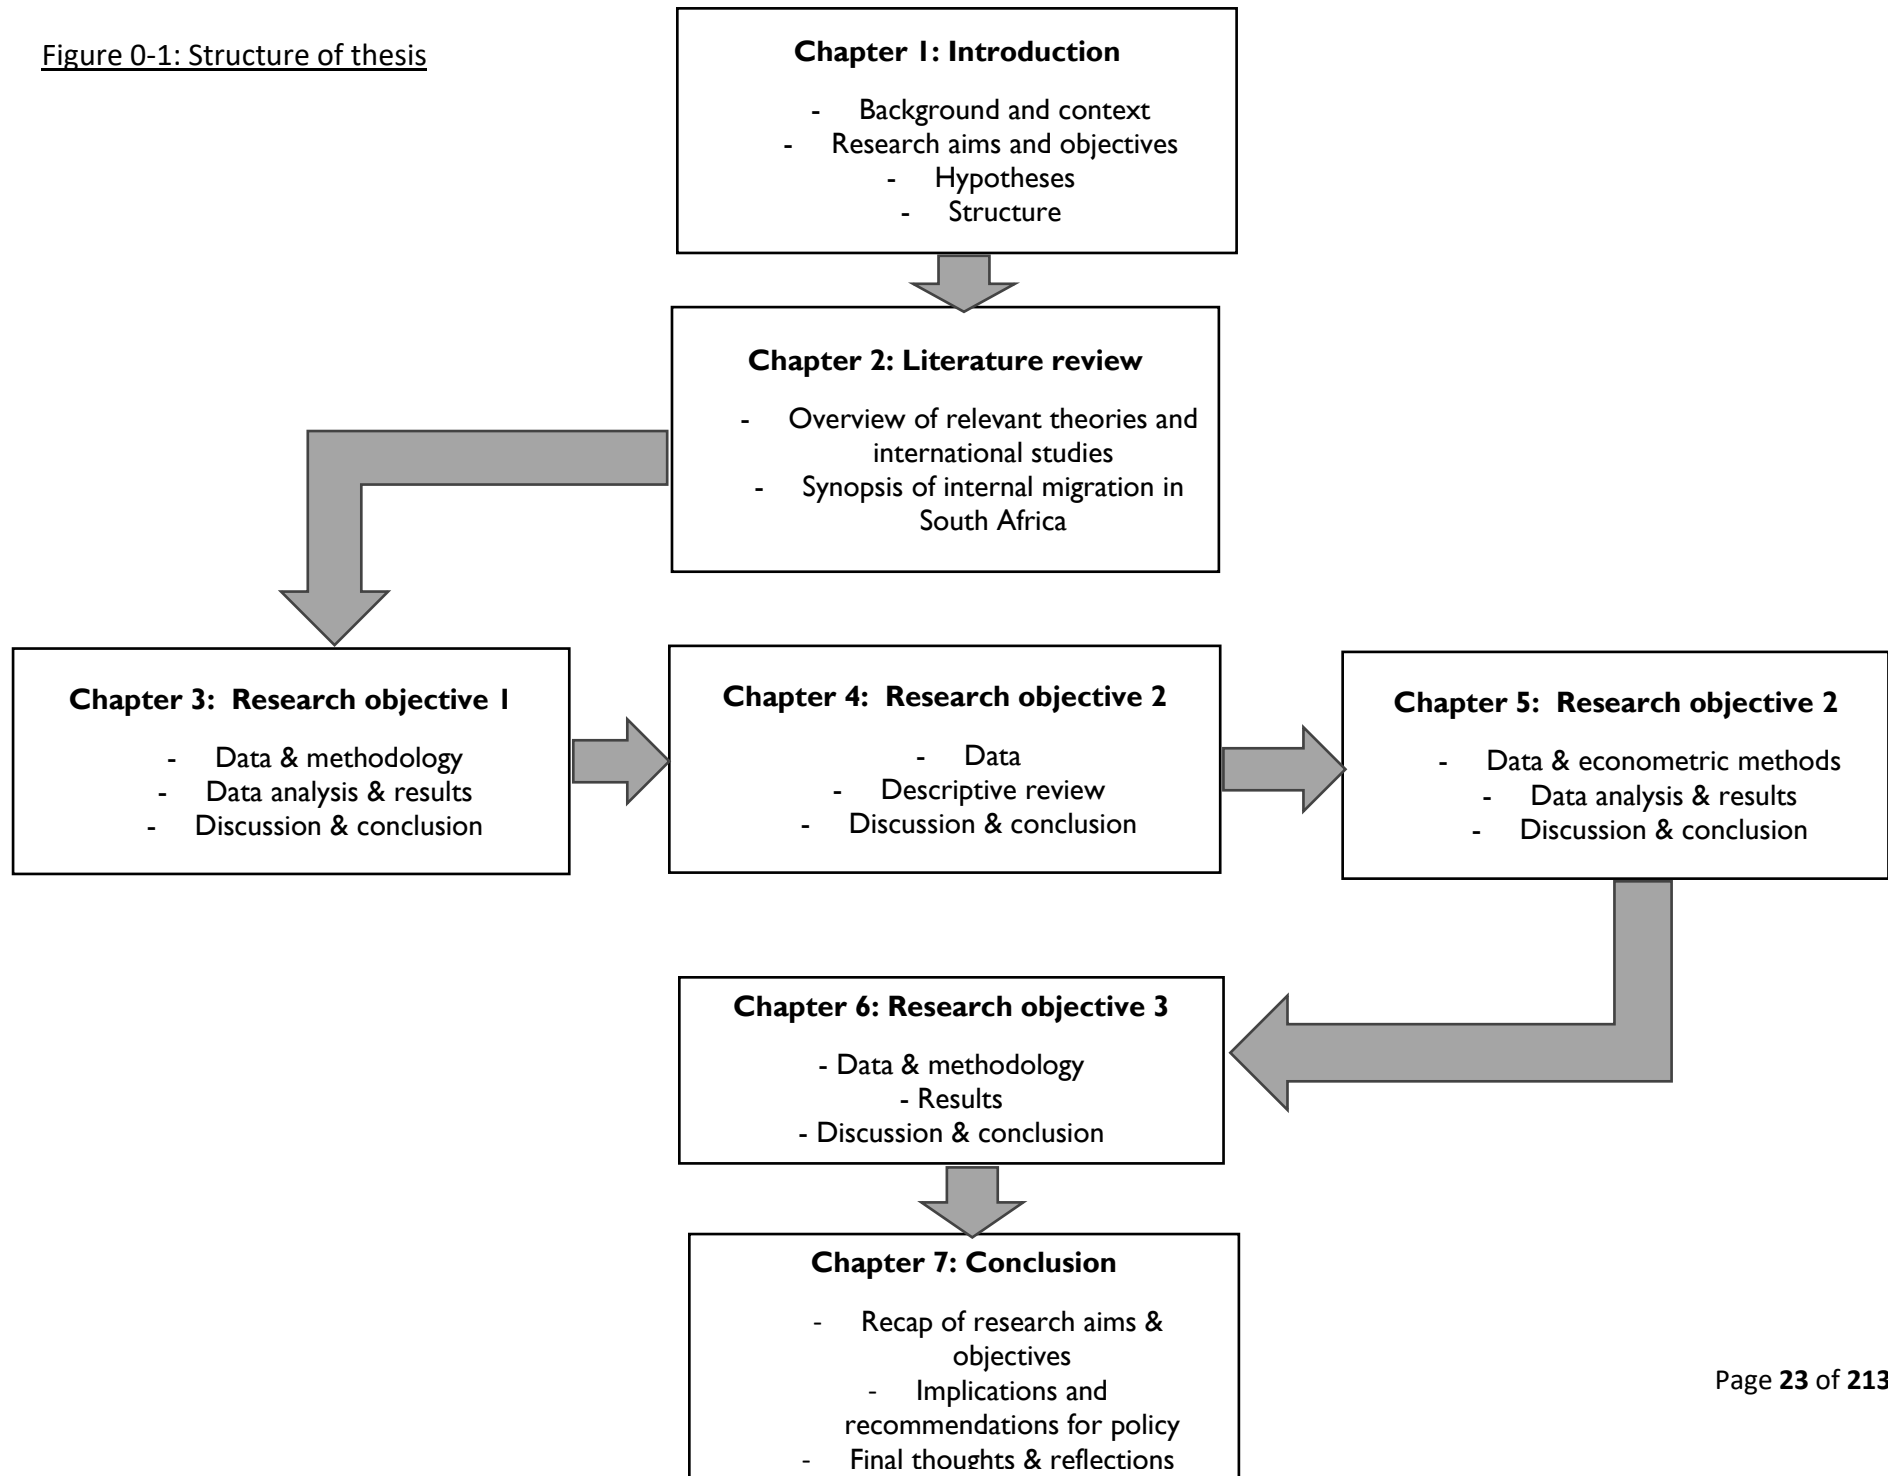 Figure 0-1: Structure of thesis
Chapter 1: Introduction
- Background and context
- Research aims and objectives
- Hypotheses
- Structure
Chapter 2: Literature review
- Overview of relevant theories and
international studies
- Synopsis of internal migration in
South Africa
Chapter 3: Research objective 1
- Data & methodology
- Data analysis & results
- Discussion & conclusion
Chapter 4: Research objective 2
- Data
- Descriptive review
- Discussion & conclusion
Chapter 5: Research objective 2
- Data & econometric methods
- Data analysis & results
- Discussion & conclusion
Chapter 6: Research objective 3
- Data & methodology
- Results
- Discussion & conclusion
Chapter 7: Conclusion
- Recap of research aims &
objectives
- Implications and
recommendations for policy
- Final thoughts & reflections
Page 23 of 213